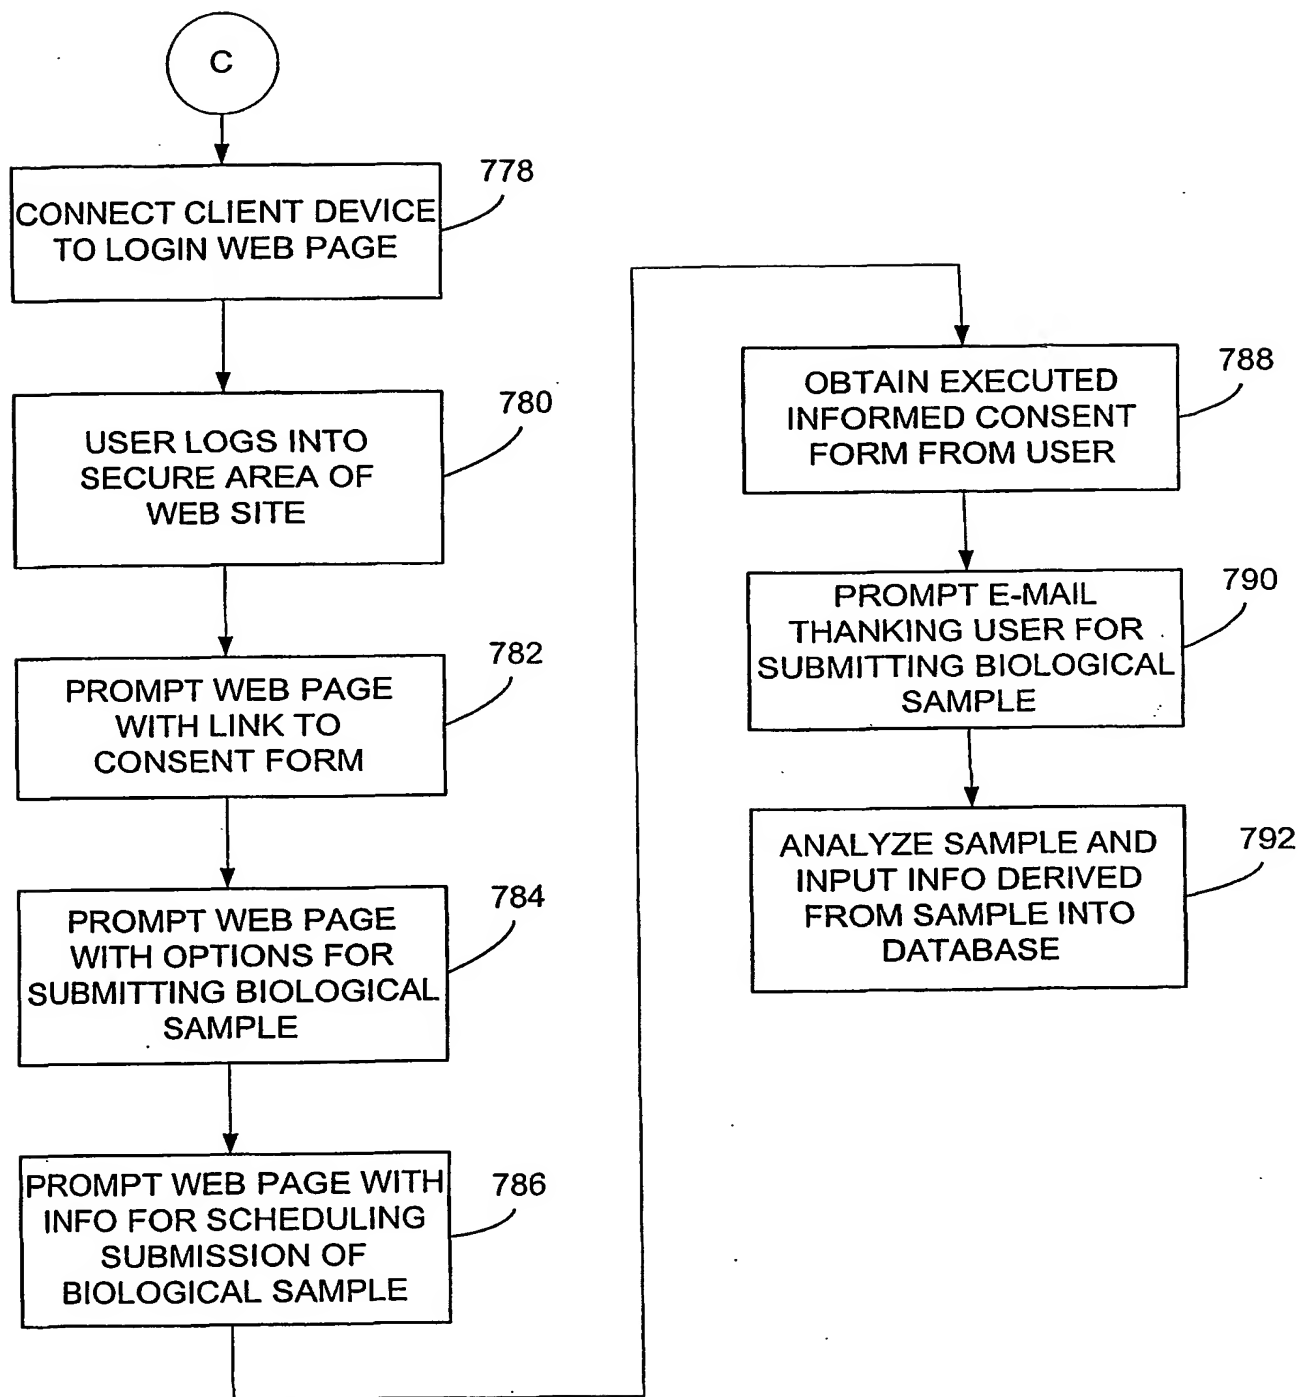 C
778
CONNECT CLIENT DEVICE
TO LOGIN WEB PAGE
780
USER LOGS INTO
SECURE AREA OF
WEB SITE
782
PROMPT WEB PAGE
WITH LINK TO
CONSENT FORM
784
PROMPT WEB PAGE
WITH OPTIONS FOR
SUBMITTING BIOLOGICAL
SAMPLE
786
PROMPT WEB PAGE WITH
INFO FOR SCHEDULING
SUBMISSION OF
BIOLOGICAL SAMPLE
788
OBTAIN EXECUTED
INFORMED CONSENT
FORM FROM USER
790
PROMPT E-MAIL
THANKING USER FOR
SUBMITTING BIOLOGICAL
SAMPLE
792
ANALYZE SAMPLE AND
INPUT INFO DERIVED
FROM SAMPLE INTO
DATABASE